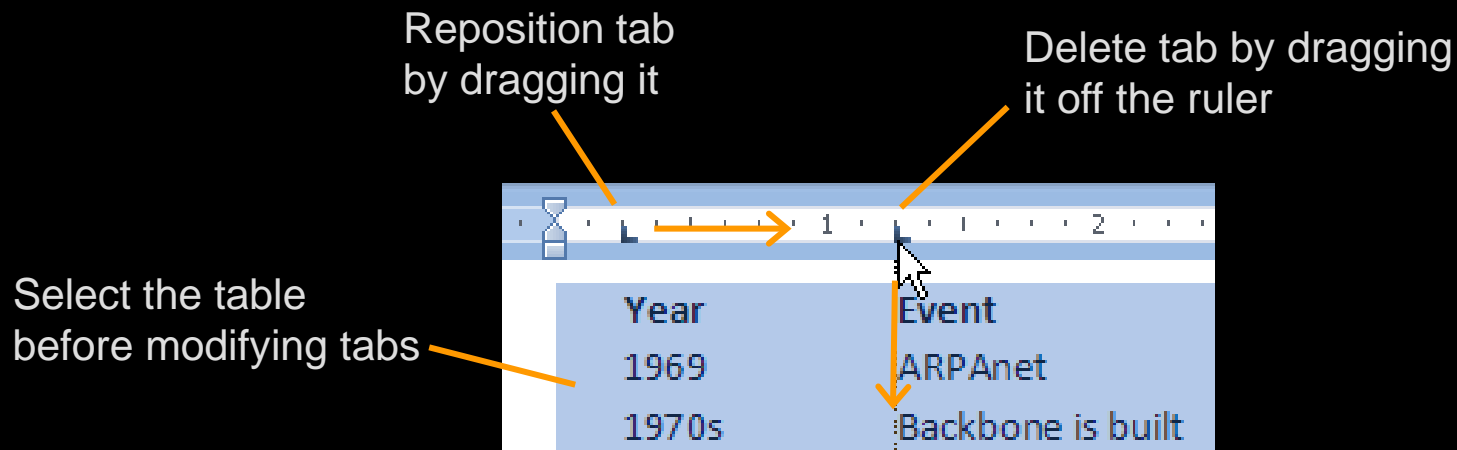 Reposition tab
by dragging it
Delete tab by dragging
it off the ruler
1 2
Select the table
before modifying tabs
Year Event
1969 ARPAnet
1970s Backbone is built